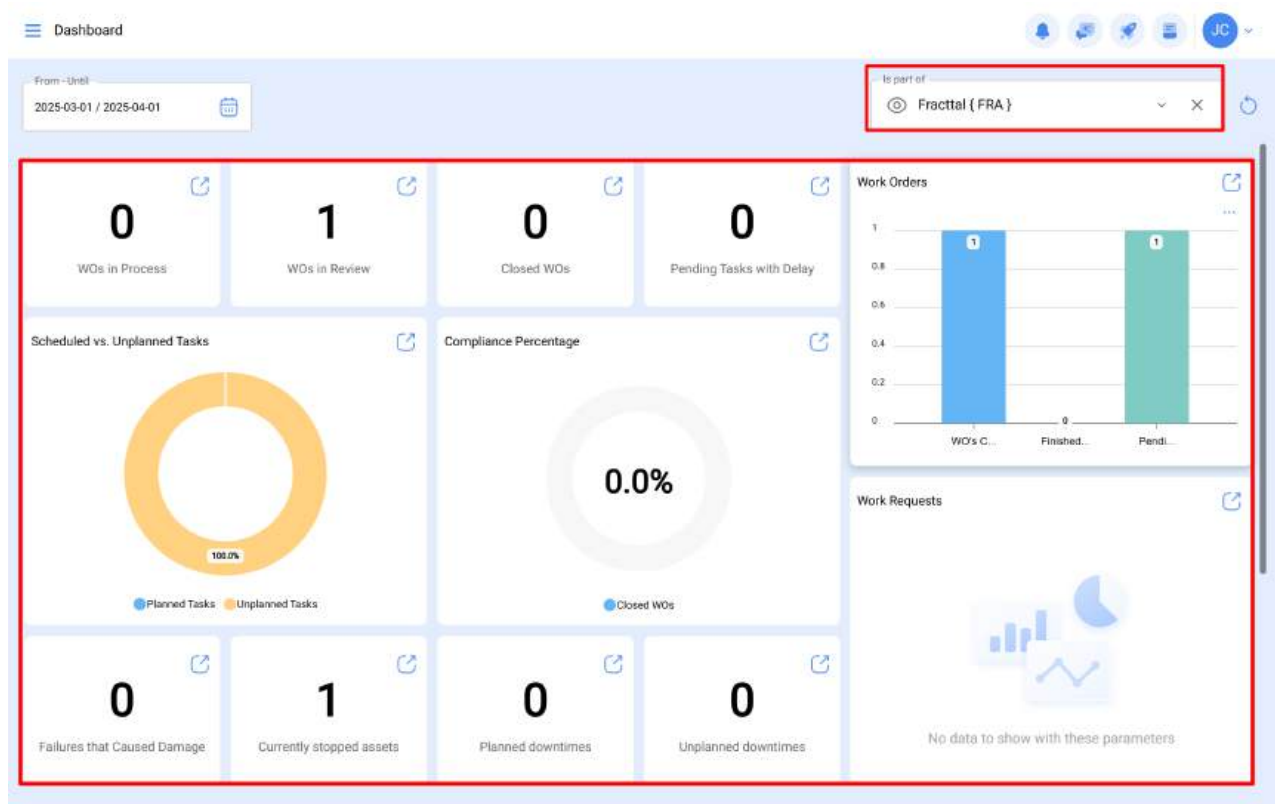 Dashboard
JC
From - Until
2025-03-01 / 2025-04-01
Is part of
Fracttal { FRA }
0
WOs in Process
1
WOs in Review
0
Closed WOs
0
Pending Tasks with Delay
Work Orders
...
1
0.8
0.6
0.4
0.2
0
1
0
1
WO's C...
Finished...
Pendi...
Scheduled vs. Unplanned Tasks
100.0%
Planned Tasks
Unplanned Tasks
Compliance Percentage
0.0%
Closed WOs
Work Requests
No data to show with these parameters
0
Failures that Caused Damage
1
Currently stopped assets
0
Planned downtimes
0
Unplanned downtimes